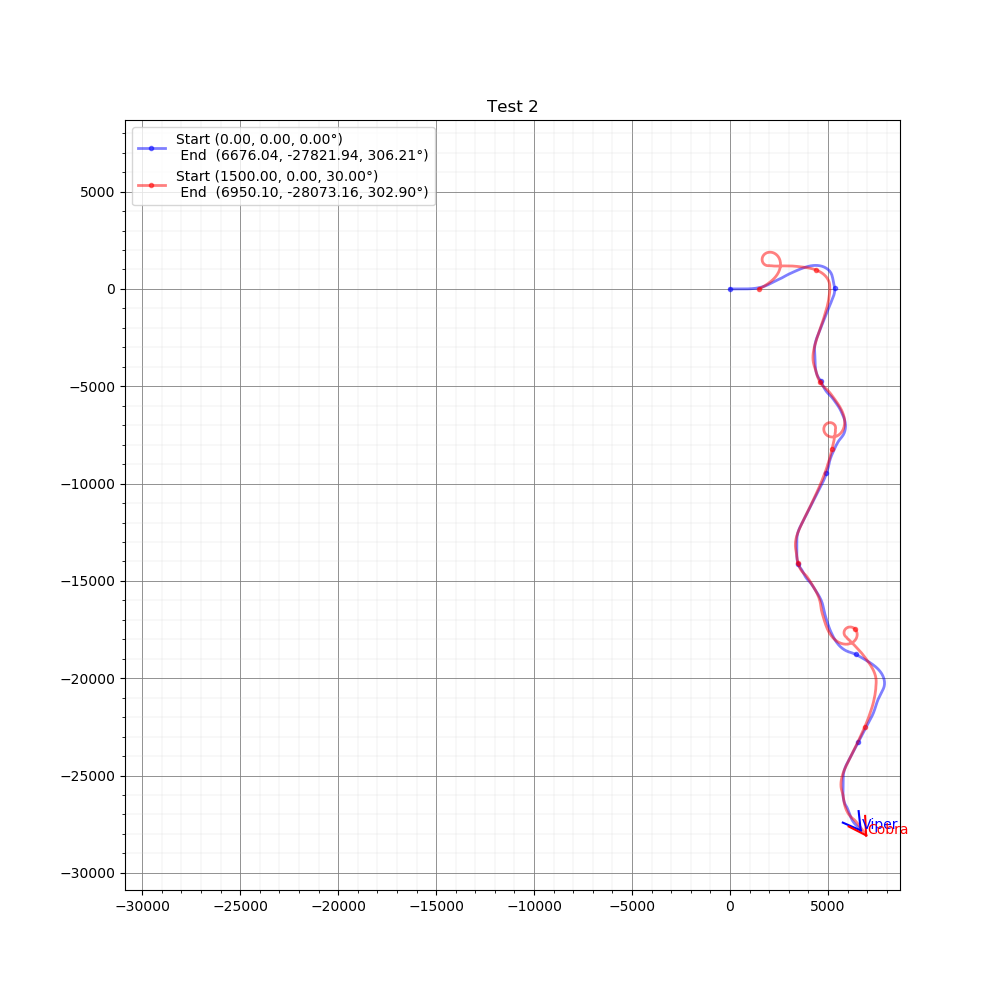 Test 2
Start (0.00, 0.00, 0.00°)
End (6676.04, -27821.94, 306.21°)
Start (1500.00, 0.00, 30.00°)
End (6950.10, -28073.16, 302.90°)
5000
0
−5000
−10000
−15000
−20000
−25000
−30000
Viper
Cobra
−30000 −25000 −20000 −15000 −10000 −5000 0 5000